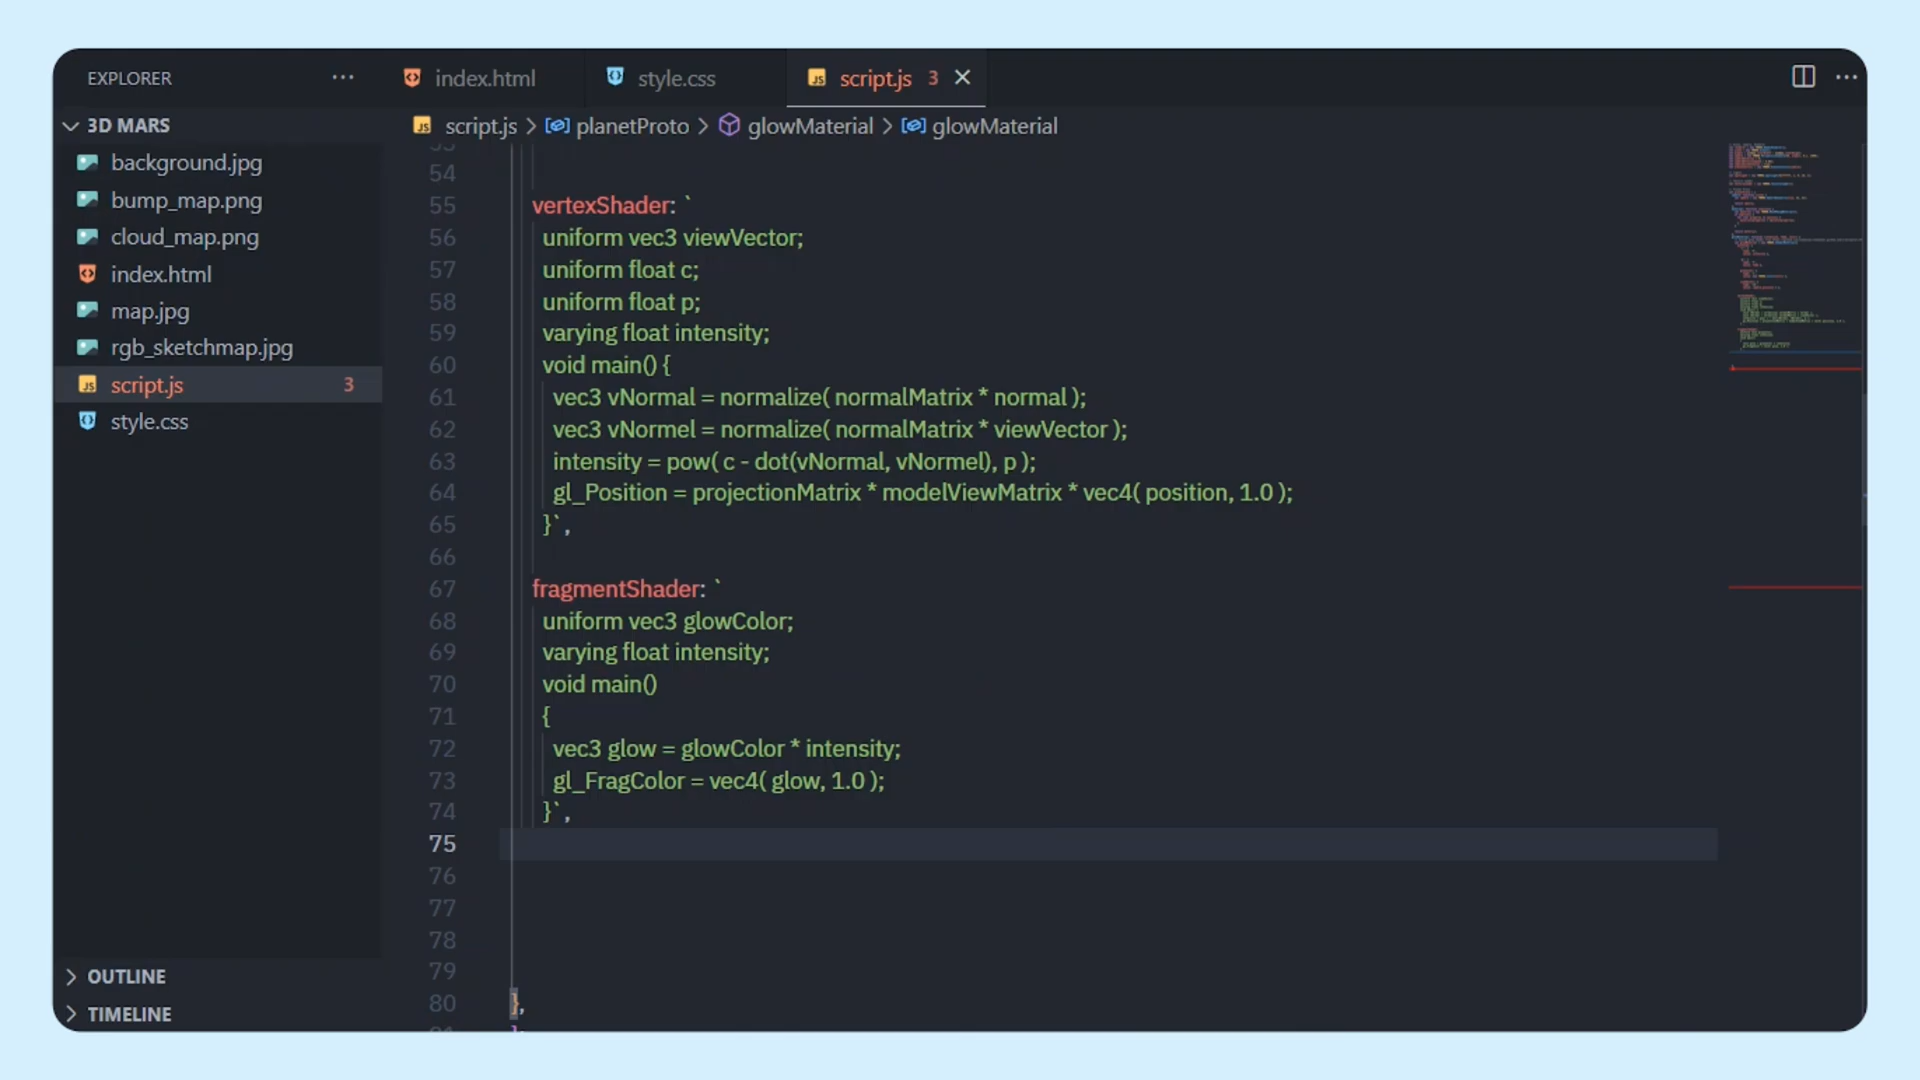 EXPLORER
index.html
style.css
script.js 3
3D MARS
script.js > planetProto > glowMaterial > glowMaterial
background.jpg
bump_map.png
cloud_map.png
index.html
map.jpg
rgb_sketchmap.jpg
script.js 3
style.css
OUTLINE
TIMELINE
53
54
55 vertexShader: `
56 uniform vec3 viewVector;
57 uniform float c;
58 uniform float p;
59 varying float intensity;
60 void main() {
61 vec3 vNormal = normalize( normalMatrix * normal );
62 vec3 vNormel = normalize( normalMatrix * viewVector );
63 intensity = pow( c - dot(vNormal, vNormel), p );
64 gl_Position = projectionMatrix * modelViewMatrix * vec4( position, 1.0 );
65 }`,
66
67 fragmentShader: `
68 uniform vec3 glowColor;
69 varying float intensity;
70 void main()
71 {
72 vec3 glow = glowColor * intensity;
73 gl_FragColor = vec4( glow, 1.0 );
74 }`,
75
76
77
78
79
80 },